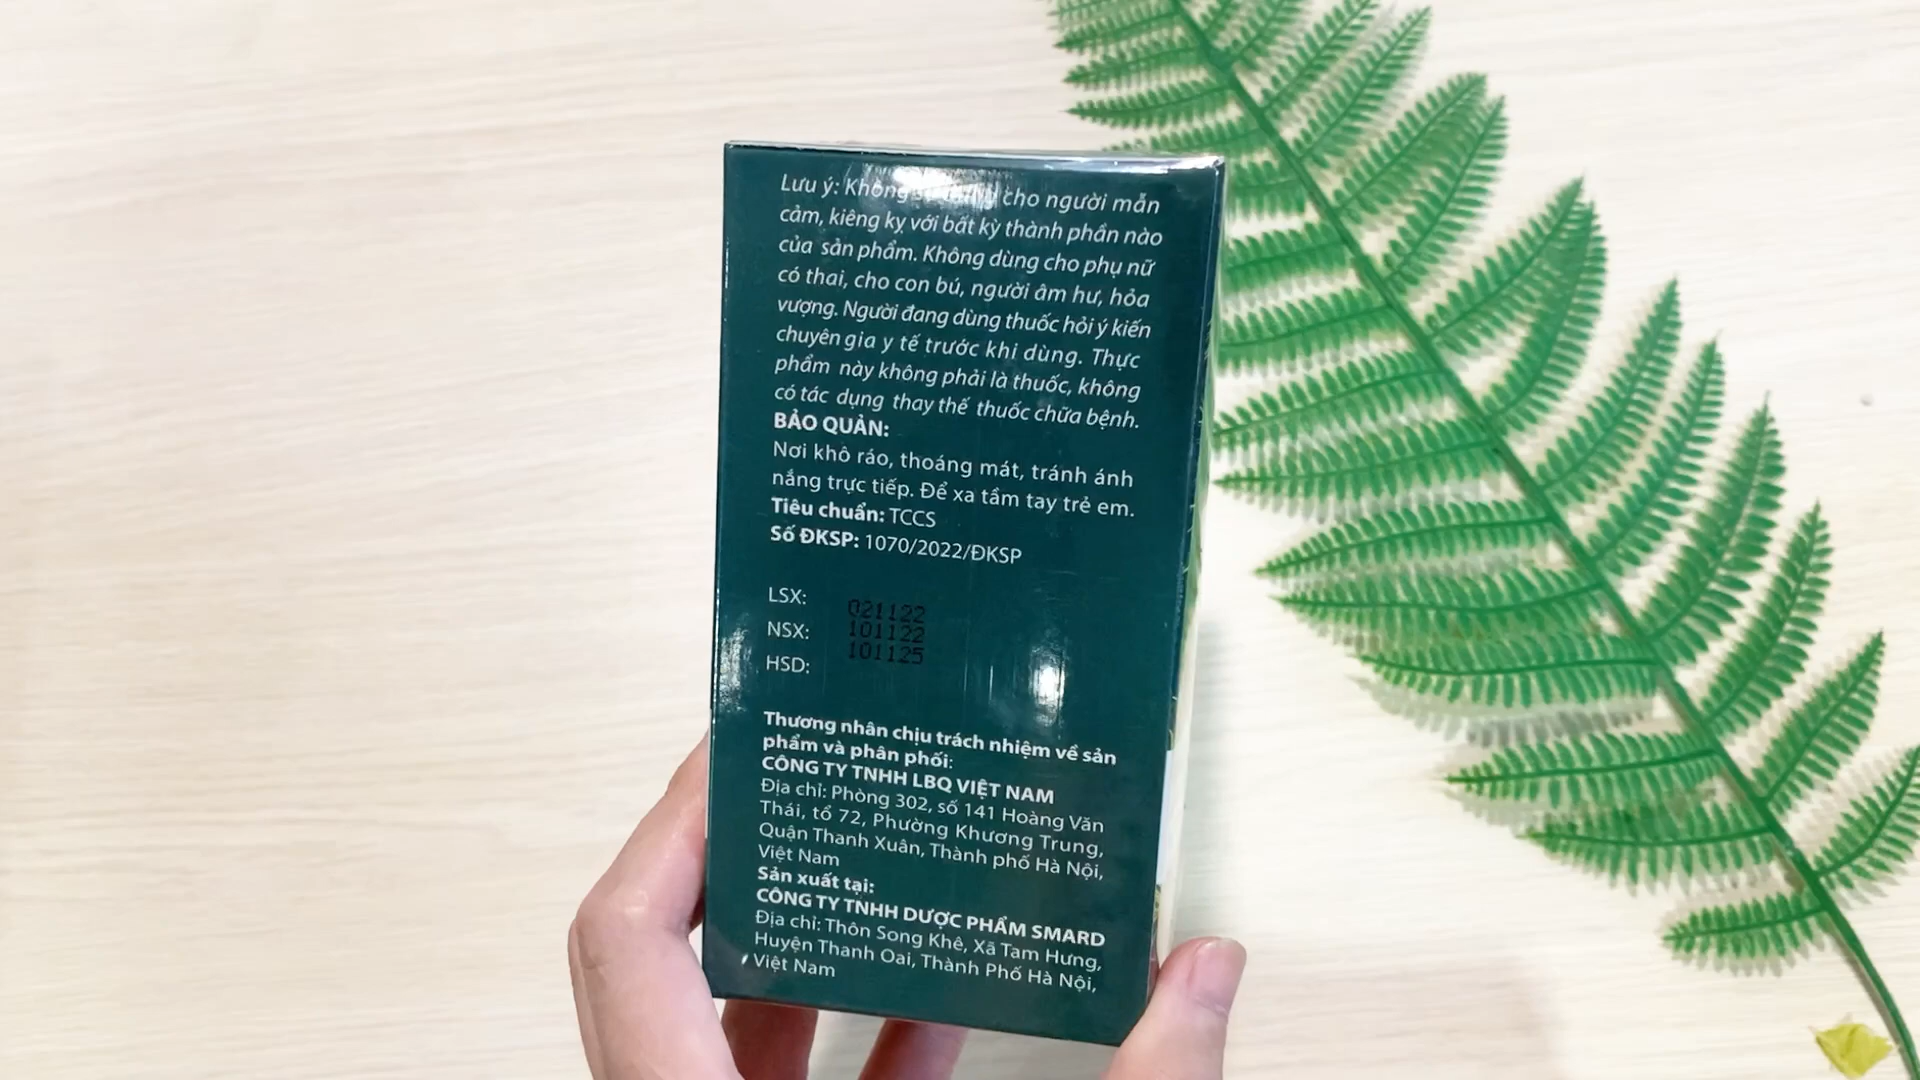 Lưu ý: Không cho người mẫn
cảm, kiêng kỵ với bất kỳ thành phần nào
của sản phẩm. Không dùng cho phụ nữ
có thai, cho con bú, người âm hư, hỏa
vượng. Người đang dùng thuốc hỏi ý kiến
chuyên gia y tế trước khi dùng. Thực
phẩm này không phải là thuốc, không
có tác dụng thay thế thuốc chữa bệnh.
BẢO QUẢN:
Nơi khô ráo, thoáng mát, tránh ánh
nắng trực tiếp. Để xa tầm tay trẻ em.
Tiêu chuẩn: TCCS
Số ĐKSP: 1070/2022/ĐKSP
LSX: 021122
NSX: 101122
HSD: 101125
Thương nhân chịu trách nhiệm về sản
phẩm và phân phối:
CÔNG TY TNHH LBQ VIỆT NAM
Địa chỉ: Phòng 302, số 141 Hoàng Văn
Thái, tổ 72, Phường Khương Trung,
Quận Thanh Xuân, Thành phố Hà Nội,
Việt Nam
Sản xuất tại:
CÔNG TY TNHH DƯỢC PHẨM SMARD
Địa chỉ: Thôn Song Khê, Xã Tam Hưng,
Huyện Thanh Oai, Thành Phố Hà Nội,
Việt Nam